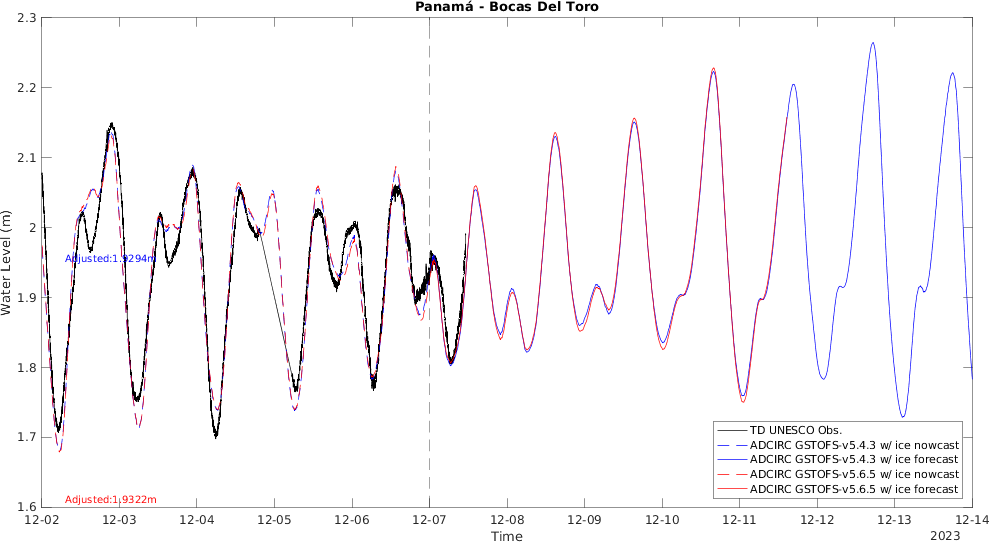 Panamá - Bocas Del Toro
2.3
2.2
2.1
2
1.9
1.8
1.7
1.6
Water Level (m)
Adjusted:1.9294m
Adjusted:1.9322m
TD UNESCO Obs.
ADCIRC GSTOFS-v5.4.3 w/ ice nowcast
ADCIRC GSTOFS-v5.4.3 w/ ice forecast
ADCIRC GSTOFS-v5.6.5 w/ ice nowcast
ADCIRC GSTOFS-v5.6.5 w/ ice forecast
12-02 12-03 12-04 12-05 12-06 12-07 12-08 12-09 12-10 12-11 12-12 12-13 12-14
Time
2023